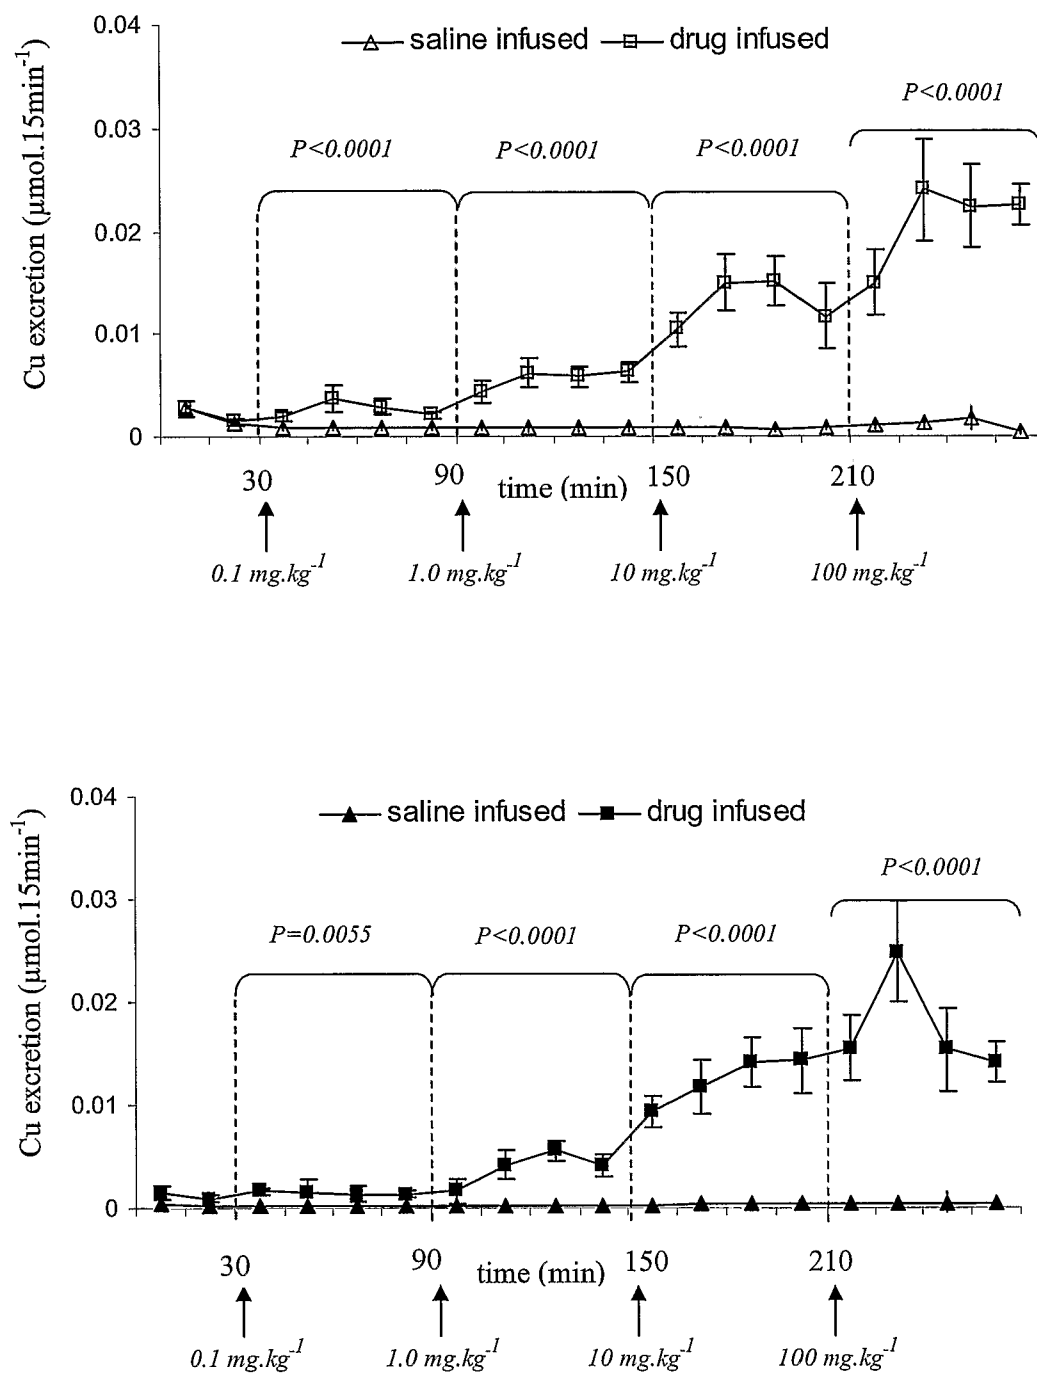 0.04
saline infused drug infused
P<0.0001
0.03
P<0.0001 P<0.0001 P<0.0001
0.02
0.01
0
Cu excretion (µmol.15min⁻¹)
30 90 time (min) 150 210
0.1 mg.kg⁻¹ 1.0 mg.kg⁻¹ 10 mg.kg⁻¹ 100 mg.kg⁻¹
0.04
saline infused drug infused
P<0.0001
0.03
P=0.0055 P<0.0001 P<0.0001
0.02
0.01
0
Cu excretion (µmol.15min⁻¹)
30 90 time (min) 150 210
0.1 mg.kg⁻¹ 1.0 mg.kg⁻¹ 10 mg.kg⁻¹ 100 mg.kg⁻¹